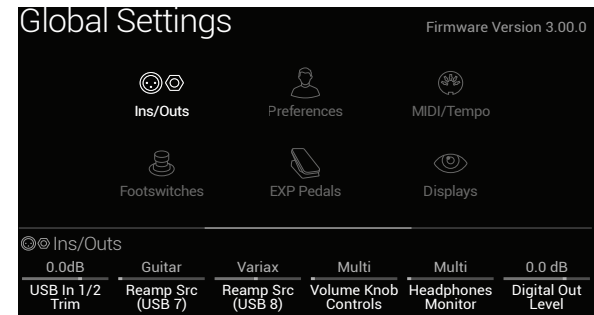 Global Settings
Firmware Version 3.00.0
Ins/Outs
Preferences
MIDI/Tempo
Footswitches
EXP Pedals
Displays
Ins/Outs
0.0dB Guitar Variax Multi Multi 0.0 dB
USB In 1/2 Reamp Src Reamp Src Volume Knob Headphones Digital Out
Trim (USB 7) (USB 8) Controls Monitor Level